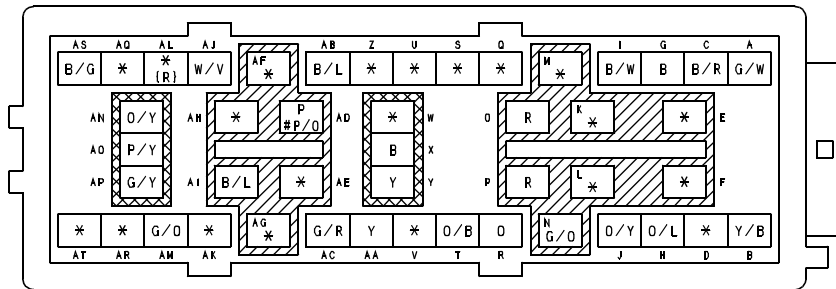 AS AQ AL AJ AB Z U S Q I G C A
B/G * * W/V AF * B/L * * * * M * B/W B B/R G/W
(R)
AN O/Y AH * P AD * W O R K * * E
#P/O
AO P/Y B X
AP G/Y AI B/L * AE Y Y P R L * * F
* * G/O * AG * G/R Y * O/B O N G/O O/Y O/L * Y/B
AT AR AM AK AC AA V T R J H D B